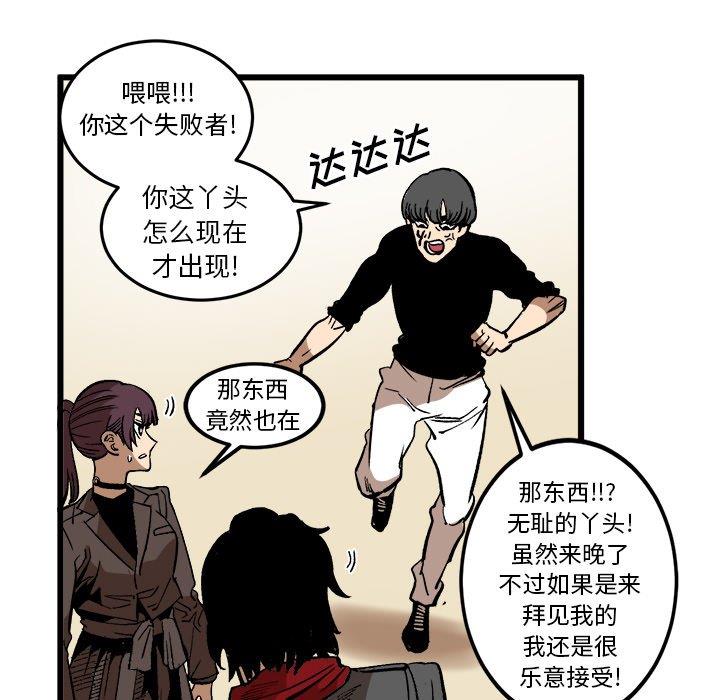 喂喂!!!
你这个失败者!
你这丫头
怎么现在
才出现!
达达达
那东西
竟然也在
那东西!!?
无耻的丫头!
虽然来晚了
不过如果是来
拜见我的
我还是很
乐意接受!